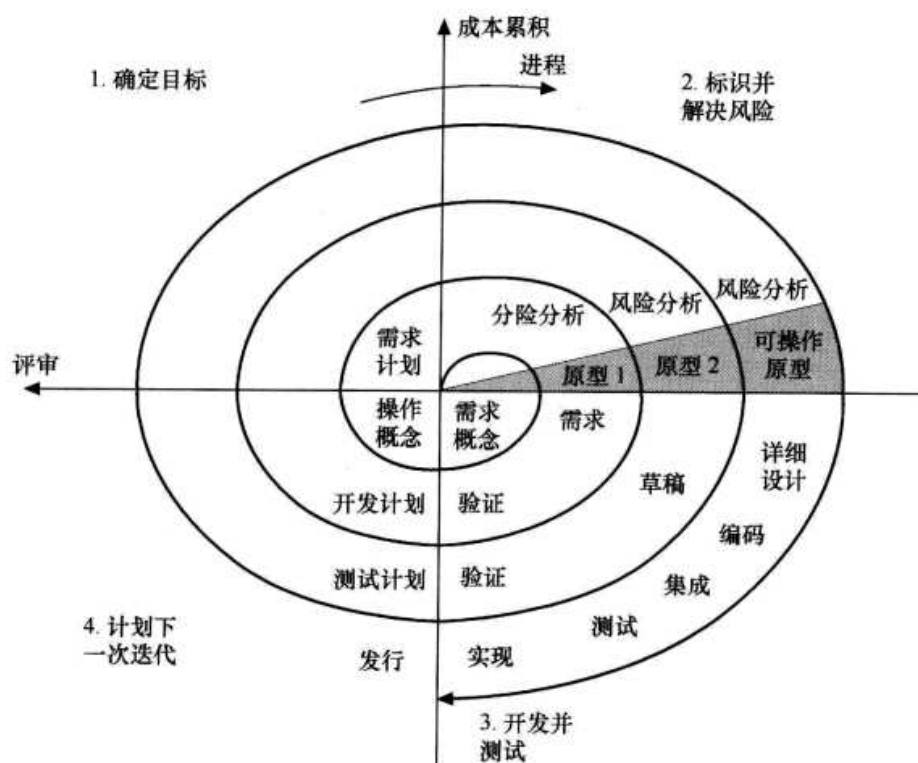 成本累积
进程
1. 确定目标
2. 标识并
解决风险
分险分析
风险分析
风险分析
需求
计划
评审
原型 1
原型 2
可操作
原型
操作
概念
需求
概念
需求
详细
设计
开发计划
验证
草稿
编码
测试计划
验证
集成
测试
4. 计划下
一次迭代
发行
实现
3. 开发并
测试